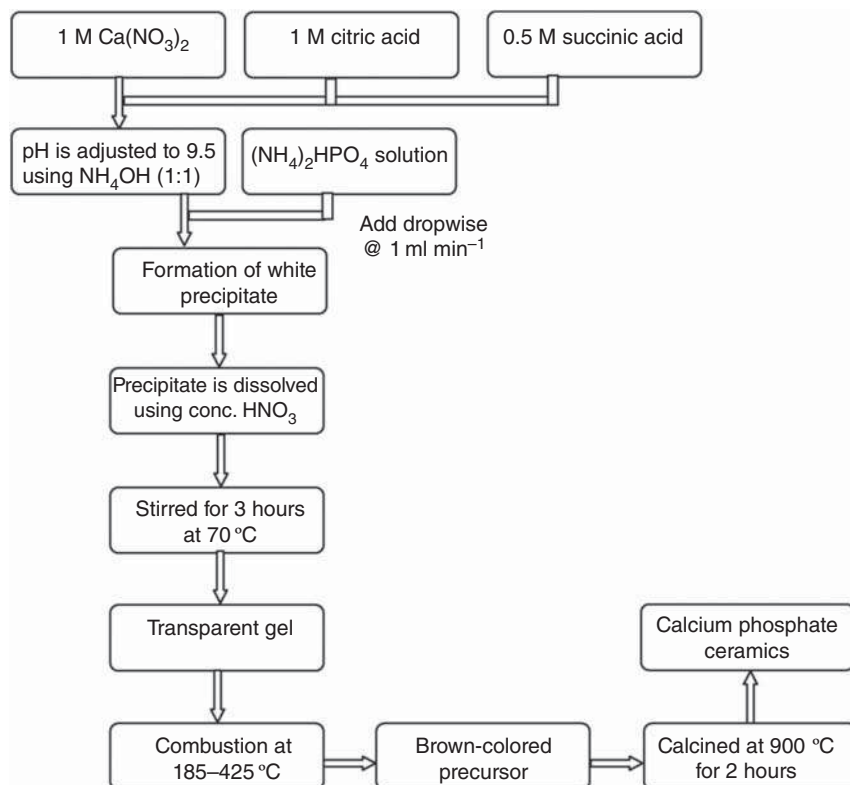 1 M Ca(NO₃)₂
1 M citric acid
0.5 M succinic acid
pH is adjusted to 9.5
using NH₄OH (1:1)
(NH₄)₂HPO₄ solution
Add dropwise
@ 1 ml min⁻¹
Formation of white
precipitate
Precipitate is dissolved
using conc. HNO₃
Stirred for 3 hours
at 70 ºC
Transparent gel
Combustion at
185–425 ºC
Brown-colored
precursor
Calcined at 900 ºC
for 2 hours
Calcium phosphate
ceramics